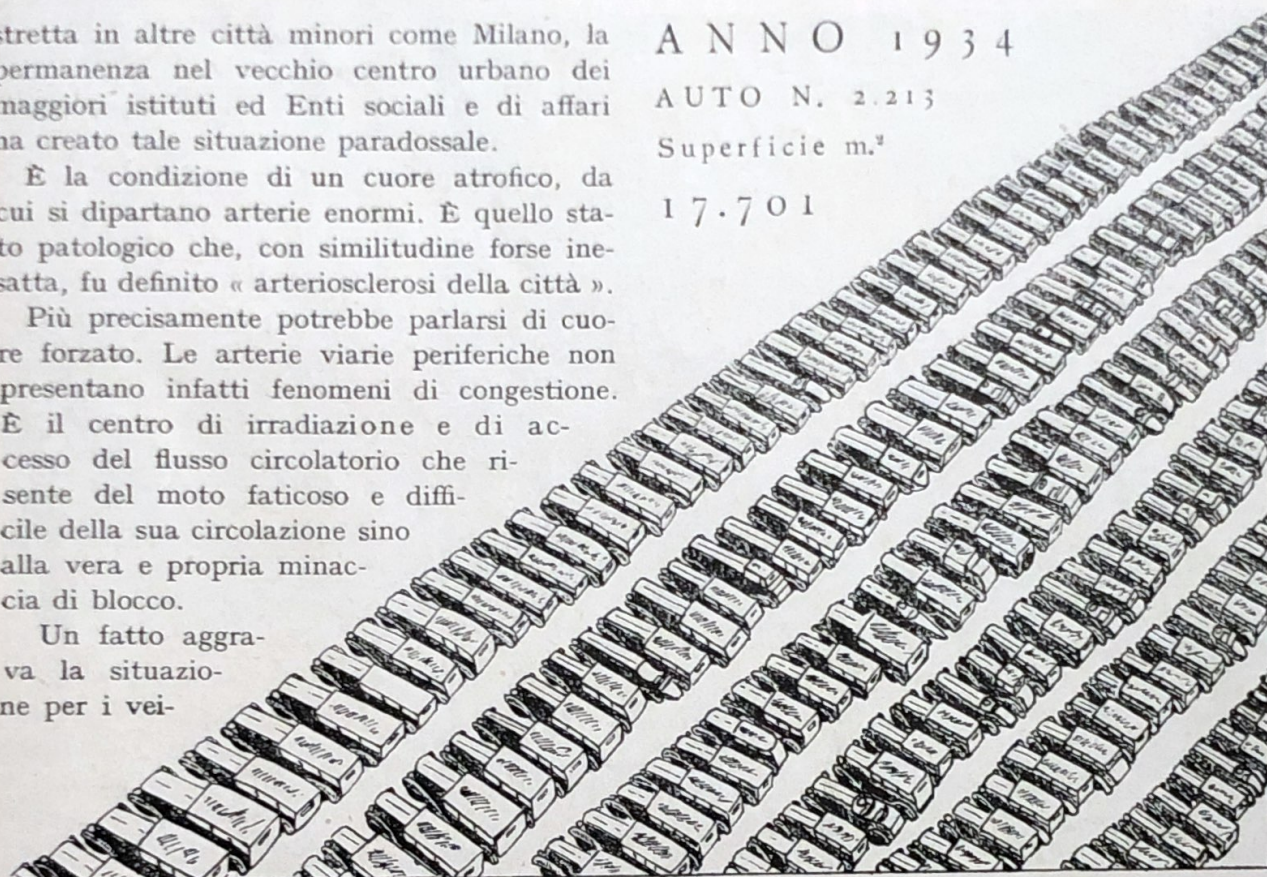 stretta in altre città minori come Milano, la
permanenza nel vecchio centro urbano dei
maggiori istituti ed Enti sociali e di affari
ha creato tale situazione paradossale.
È la condizione di un cuore atrofico, da
cui si dipartano arterie enormi. È quello sta-
to patologico che, con similitudine forse ine-
satta, fu definito « arteriosclerosi della città ».
Più precisamente potrebbe parlarsi di cuo-
re forzato. Le arterie viarie periferiche non
presentano infatti fenomeni di congestione.
È il centro di irradiazione e di ac-
cesso del flusso circolatorio che ri-
sente del moto faticoso e diffi-
cile della sua circolazione sino
alla vera e propria minac-
cia di blocco.
Un fatto aggra-
va la situazio-
ne per i vei-
ANNO 1934
AUTO N. 2.213
Superficie m.²
17.701